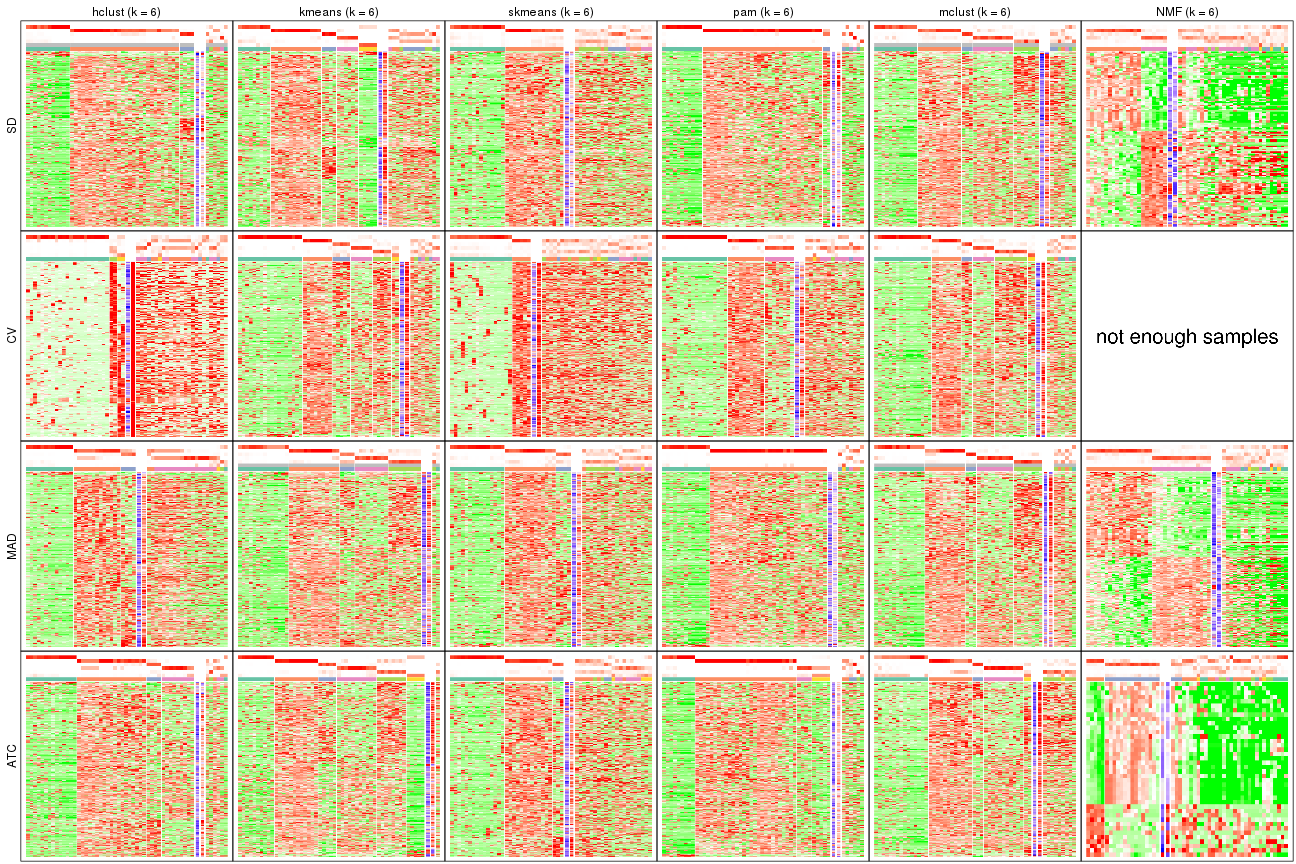 hclust (k = 6) kmeans (k = 6) skmeans (k = 6) pam (k = 6) mclust (k = 6) NMF (k = 6)
SD
CV
not enough samples
MAD
ATC